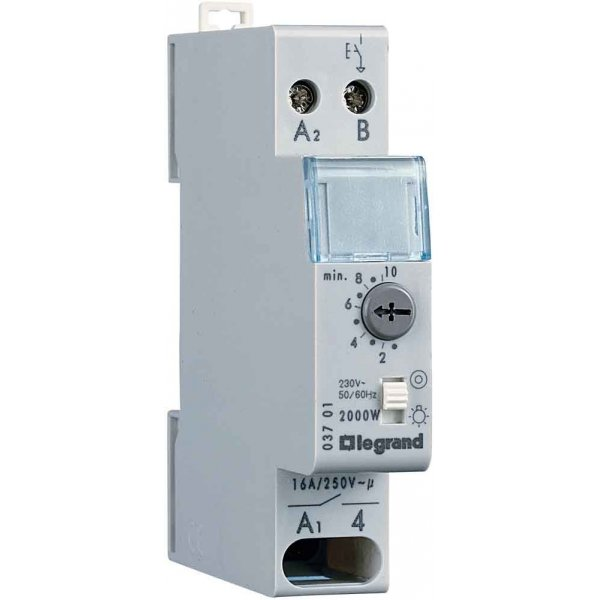 E
A2 B
min. 8 10
6
4 2
230V~
50/60Hz
2000W
037 01
legrand
16A/250V~µ
A1 4